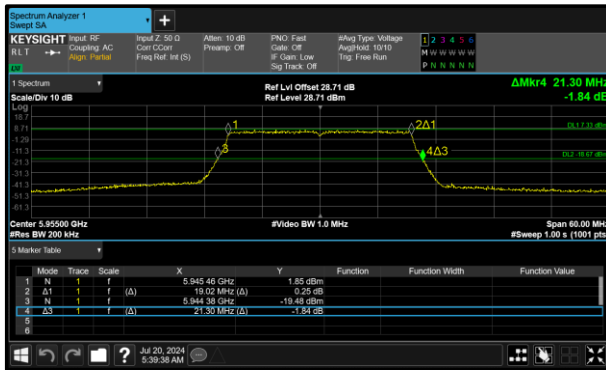 Spectrum Analyzer 1
Swept SA
KEYSIGHT Input: RF Input Z: 50 Ω Atten: 10 dB PNO: Fast #Avg Type: Voltage 1 2 3 4 5 6
RLT Coupling: AC Corr CCorr Preamp: Off Gate: Off Avg|Hold: 10/10 M W W W W W
Align: Partial Freq Ref: Int (S) IF Gain: Low Trig: Free Run
Sig Track: Off P N N N N N
1 Spectrum Ref Lvl Offset 28.71 dB ΔMkr4 21.30 MHz
Scale/Div 10 dB Ref Level 28.71 dBm -1.84 dB
Log
18.7
8.71 1 2Δ1 DL1 7.33 dBm
-1.29
-11.3 3 4Δ3
-21.3 DL2 -18.67 dBm
-31.3
-41.3
-51.3
-61.3
Center 5.95500 GHz #Video BW 1.0 MHz Span 60.00 MHz
#Res BW 200 kHz #Sweep 1.00 s (1001 pts
5 Marker Table
Mode Trace Scale X Y Function Function Width Function Value
1 N 1 f 5.945 46 GHz 1.85 dBm
2 Δ1 1 f (Δ) 19.02 MHz (Δ) 0.25 dB
3 N 1 f 5.944 38 GHz -19.48 dBm
4 Δ3 1 f (Δ) 21.30 MHz (Δ) -1.84 dB
5
6
? Jul 20, 2024
5:39:38 AM